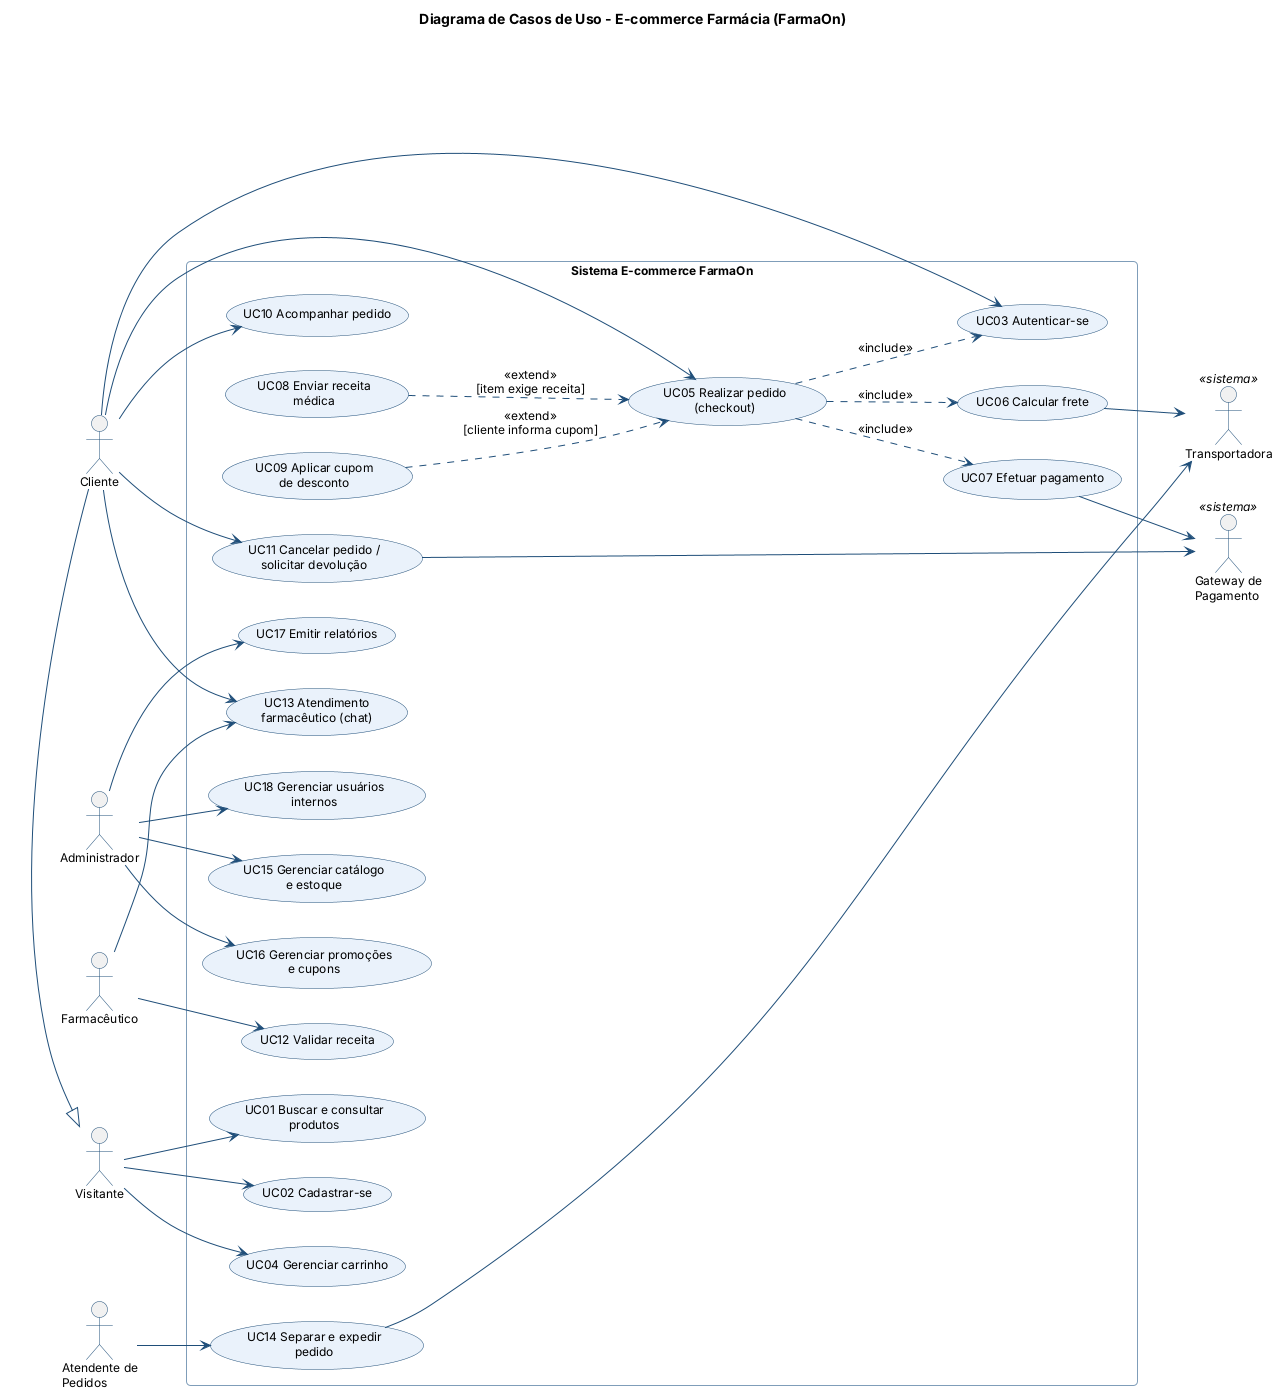 Diagrama de Casos de Uso - E-commerce Farmácia (FarmaOn)
Sistema E-commerce FarmaOn
UC10 Acompanhar pedido
UC03 Autenticar-se
«include»
«extend»
[item exige receita]
UC08 Enviar receita
médica
UC05 Realizar pedido
(checkout)
«include»
UC06 Calcular frete
«sistema»
Transportadora
«extend»
[cliente informa cupom]
«include»
Cliente
UC09 Aplicar cupom
de desconto
UC07 Efetuar pagamento
«sistema»
Gateway de
Pagamento
UC11 Cancelar pedido /
solicitar devolução
UC17 Emitir relatórios
UC13 Atendimento
farmacêutico (chat)
UC18 Gerenciar usuários
internos
Administrador
UC15 Gerenciar catálogo
e estoque
UC16 Gerenciar promoções
e cupons
Farmacêutico
UC12 Validar receita
UC01 Buscar e consultar
produtos
Visitante
UC02 Cadastrar-se
UC04 Gerenciar carrinho
UC14 Separar e expedir
pedido
Atendente de
Pedidos